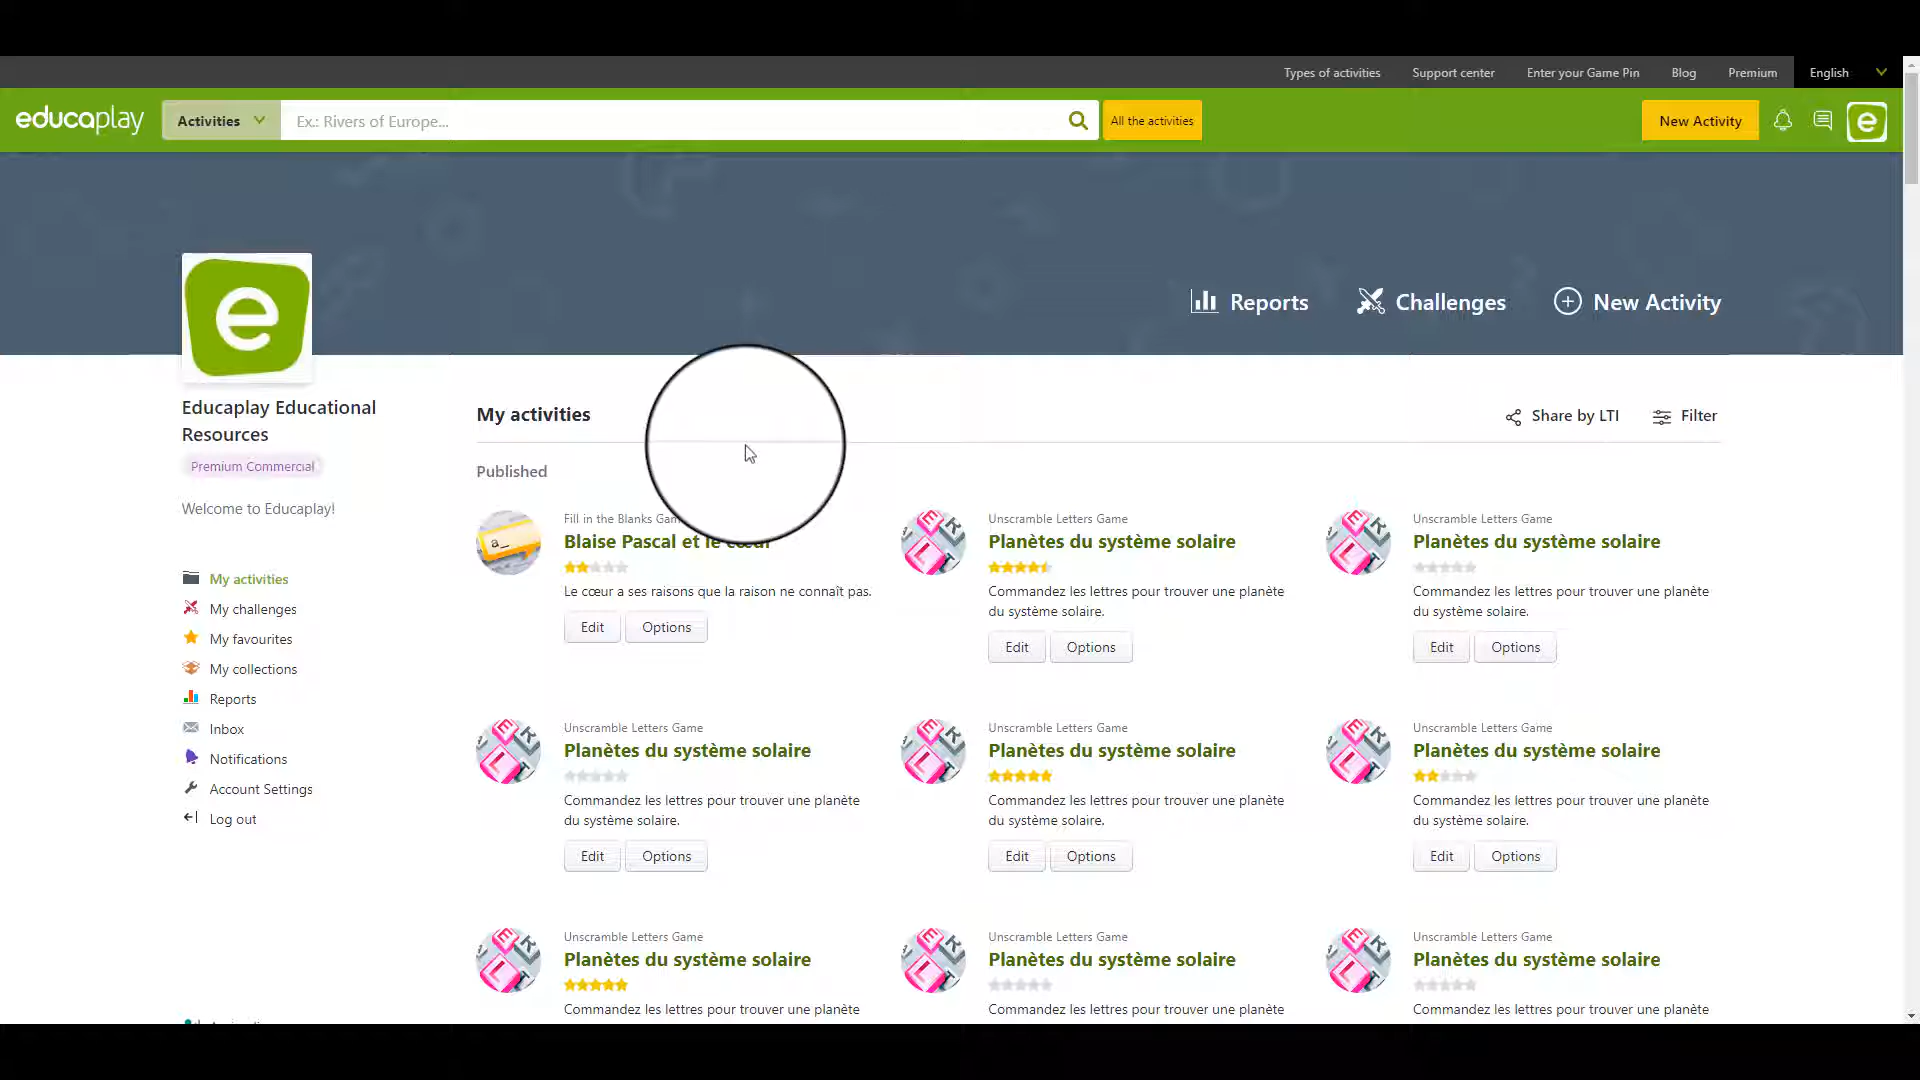 Types of activities
Support center
Enter your Game Pin
Blog
Premium
English
educaplay
Activities
Ex.: Rivers of Europe...
All the activities
New Activity
e
e
Reports
Challenges
New Activity
Educaplay Educational
Resources
Premium Commercial
Welcome to Educaplay!
My activities
My challenges
My favourites
My collections
Reports
Inbox
Notifications
Account Settings
Log out
My activities
Share by LTI
Filter
Published
Fill in the Blanks
Blaise Pascal et le
Le cœur a ses raisons que la raison ne connaît pas.
Edit
Options
Unscramble Letters Game
Planètes du système solaire
Commandez les lettres pour trouver une planète
du système solaire.
Edit
Options
Unscramble Letters Game
Planètes du système solaire
Commandez les lettres pour trouver une planète
du système solaire.
Edit
Options
Unscramble Letters Game
Planètes du système solaire
Commandez les lettres pour trouver une planète
du système solaire.
Edit
Options
Unscramble Letters Game
Planètes du système solaire
Commandez les lettres pour trouver une planète
du système solaire.
Edit
Options
Unscramble Letters Game
Planètes du système solaire
Commandez les lettres pour trouver une planète
du système solaire.
Edit
Options
Unscramble Letters Game
Planètes du système solaire
Commandez les lettres pour trouver une planète
Unscramble Letters Game
Planètes du système solaire
Commandez les lettres pour trouver une planète
Unscramble Letters Game
Planètes du système solaire
Commandez les lettres pour trouver une planète